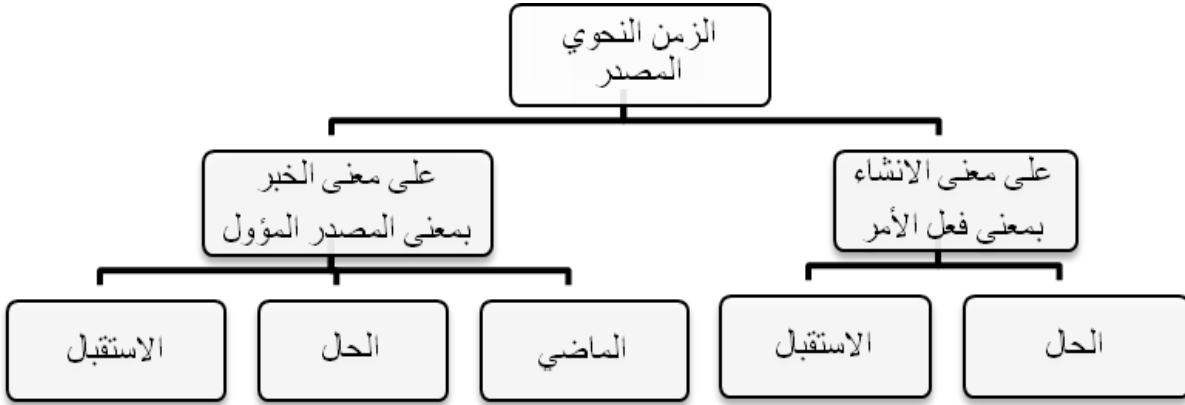 الزمن النحوي
المصدر
على معنى الانشاء
بمعنى فعل الأمر
على معنى الخبر
بمعنى المصدر المؤول
الحال
الاستقبال
الماضي
الحال
الاستقبال